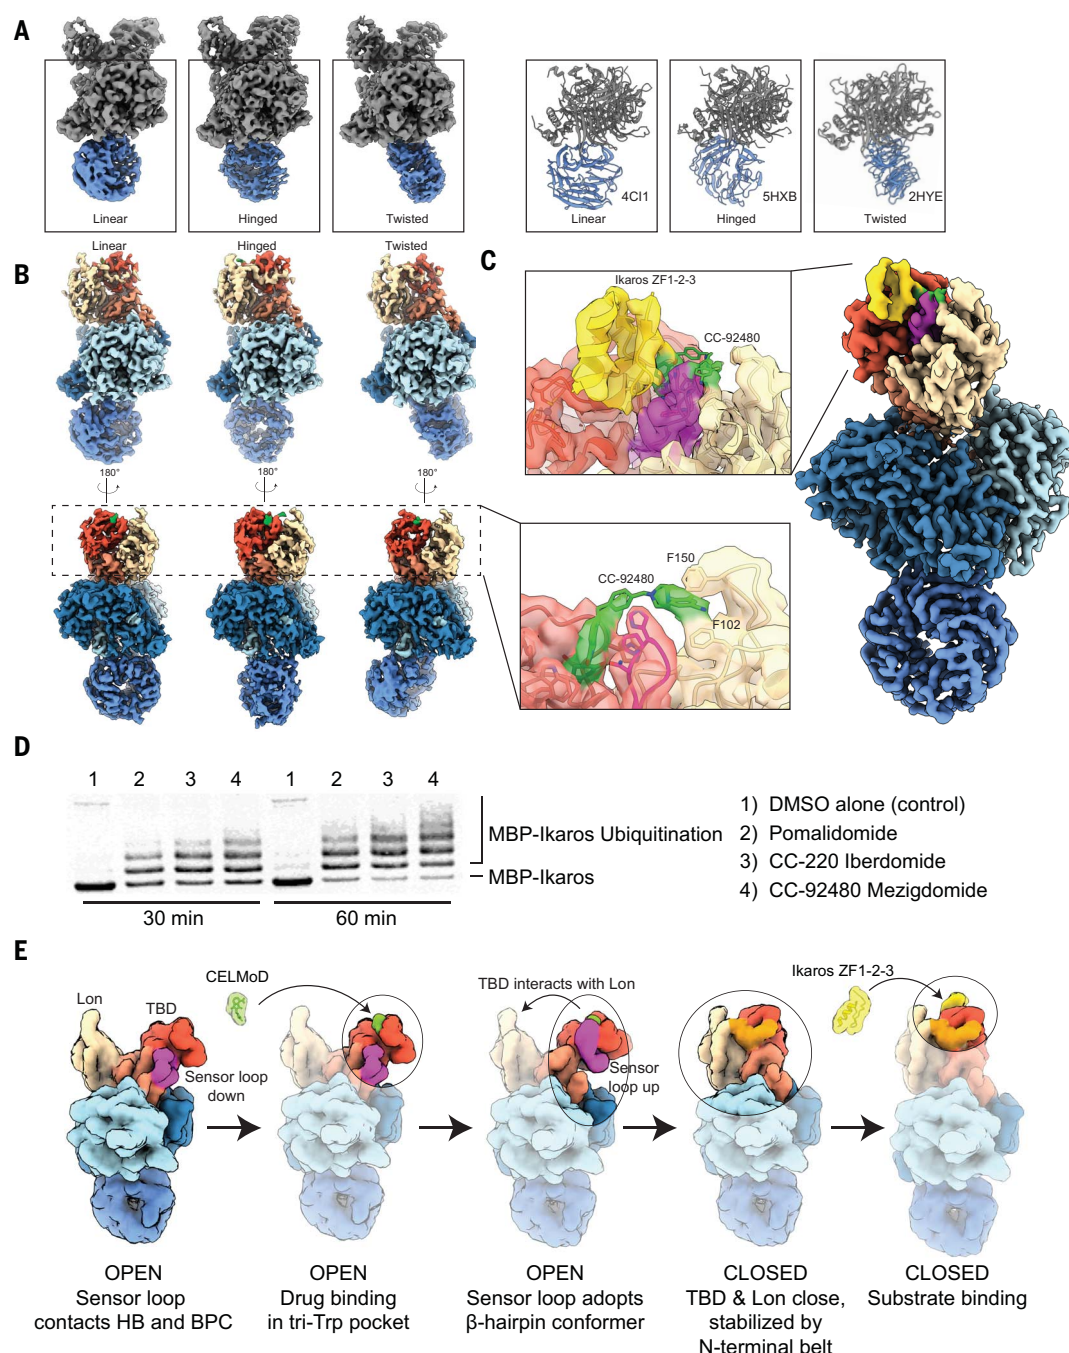 A
Linear
Hinged
Twisted
4CI1
Linear
5HXB
Hinged
2HYE
Twisted
B
Linear
Hinged
Twisted
180°
180°
180°
C
Ikaros ZF1-2-3
CC-92480
F150
CC-92480
F102
D
1 2 3 4 1 2 3 4
MBP-Ikaros Ubiquitination
MBP-Ikaros
30 min
60 min
1) DMSO alone (control)
2) Pomalidomide
3) CC-220 Iberdomide
4) CC-92480 Mezigdomide
E
Lon
TBD
Sensor loop
down
CELMoD
TBD interacts with Lon
Sensor
loop up
Ikaros ZF1-2-3
OPEN
Sensor loop
contacts HB and BPC
OPEN
Drug binding
in tri-Trp pocket
OPEN
Sensor loop adopts
β-hairpin conformer
CLOSED
TBD & Lon close,
stabilized by
N-terminal belt
CLOSED
Substrate binding